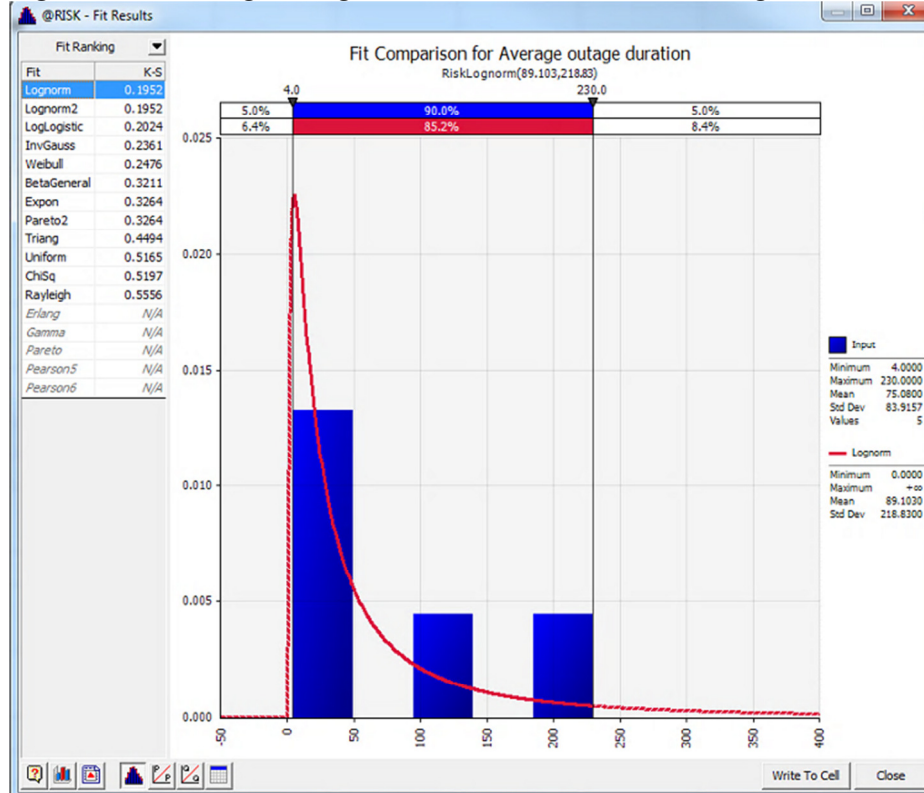 @RISK - Fit Results
Fit Ranking
Fit K-S
Lognorm 0.1952
Lognorm2 0.1952
LogLogistic 0.2024
InvGauss 0.2361
Weibull 0.2476
BetaGeneral 0.3211
Expon 0.3264
Pareto2 0.3264
Triang 0.4494
Uniform 0.5165
ChiSq 0.5197
Rayleigh 0.5556
Erlang N/A
Gamma N/A
Pareto N/A
Pearson5 N/A
Pearson6 N/A
Fit Comparison for Average outage duration
RiskLognorm(89.103,218.83)
4.0 230.0
5.0% 90.0% 5.0%
6.4% 85.2% 8.4%
0.025
0.020
0.015
0.010
0.005
0.000
-50 0 50 100 150 200 250 300 350 400
Input
Minimum 4.0000
Maximum 230.0000
Mean 75.0800
Std Dev 83.9157
Values 5
Lognorm
Minimum 0.0000
Maximum +∞
Mean 89.1030
Std Dev 218.8300
Write To Cell Close